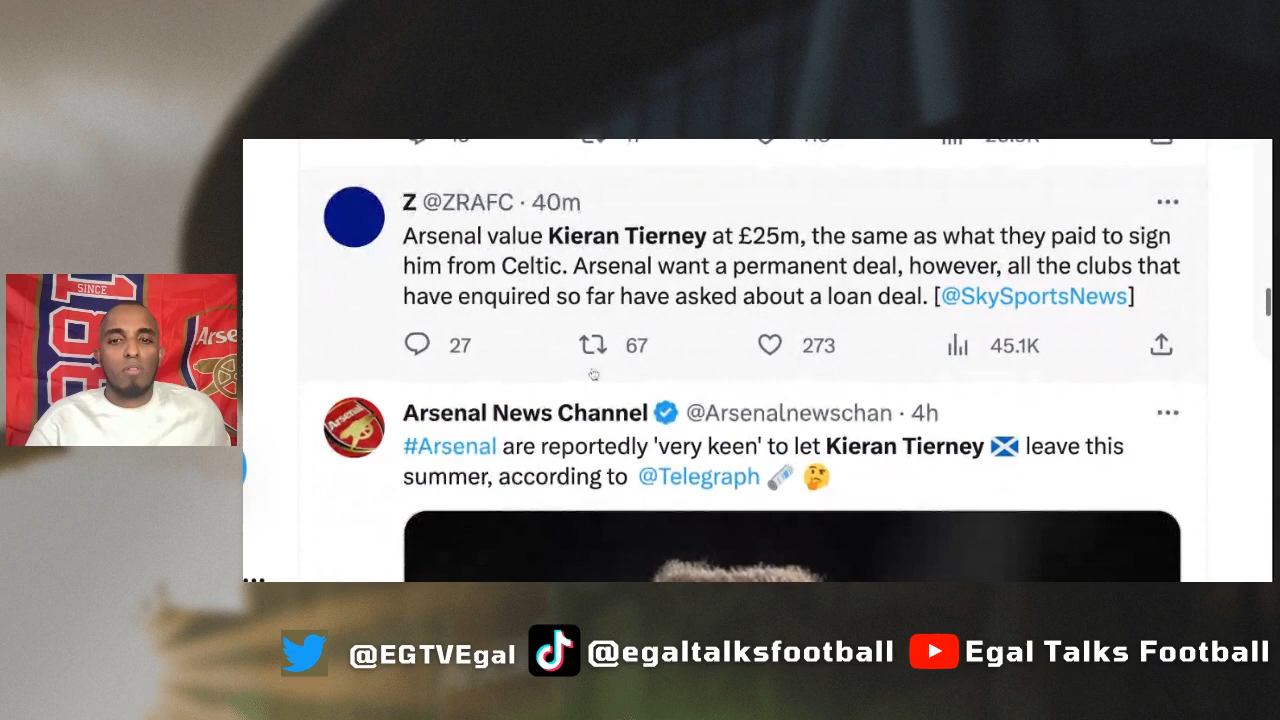 Z @ZRAFC · 40m
Arsenal value Kieran Tierney at £25m, the same as what they paid to sign
him from Celtic. Arsenal want a permanent deal, however, all the clubs that
have enquired so far have asked about a loan deal. [@SkySportsNews]
27 67 273 45.1K
Arsenal News Channel @Arsenalnewschan · 4h
#Arsenal are reportedly 'very keen' to let Kieran Tierney 🏴󠁧󠁢󠁳󠁣󠁴󠁿 leave this
summer, according to @Telegraph 🗞️ 🤔
SINCE
Arse
@EGTVEgal
@egaltalksfootball
Egal Talks Football